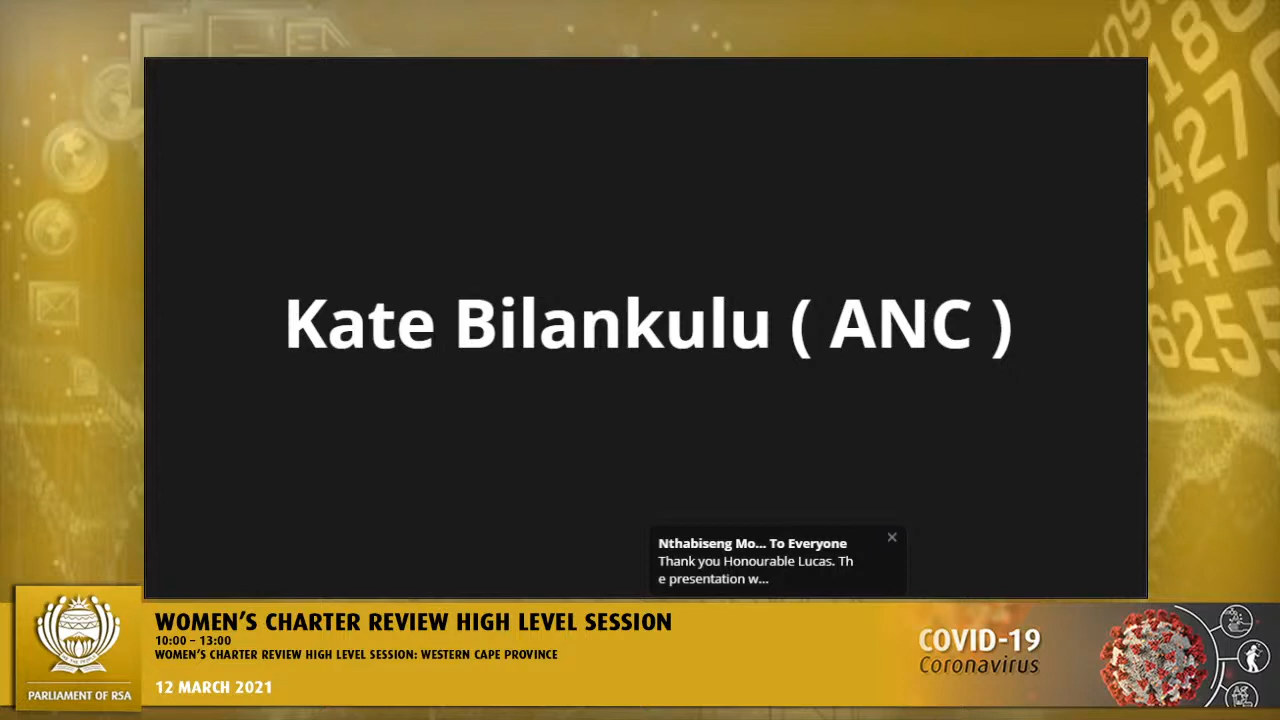 Kate Bilankulu ( ANC )
Nthabiseng Mo... To Everyone
Thank you Honourable Lucas. Th
e presentation w...
WOMEN'S CHARTER REVIEW HIGH LEVEL SESSION
10:00 – 13:00
WOMEN'S CHARTER REVIEW HIGH LEVEL SESSION: WESTERN CAPE PROVINCE
12 MARCH 2021
PARLIAMENT OF RSA
COVID-19
Coronavirus